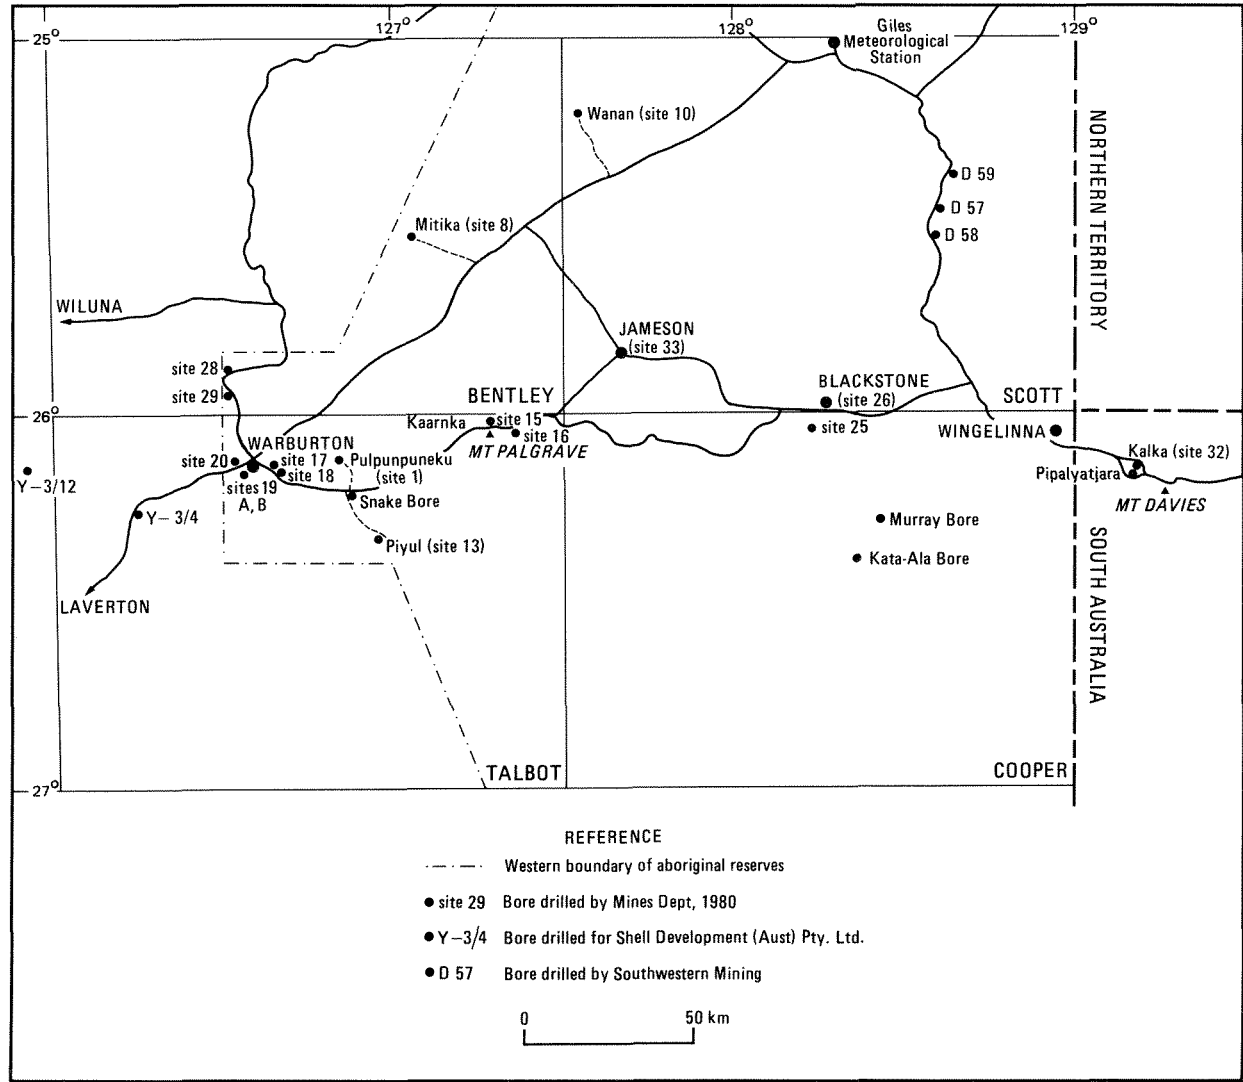 127°
128°
129°
25°
Giles
Meteorological
Station
Wanan (site 10)
NORTHERN TERRITORY
D 59
D 57
D 58
Mitika (site 8)
WILUNA
JAMESON
(site 33)
site 28
site 29
BENTLEY
BLACKSTONE
(site 26)
SCOTT
26°
Kaarnka
site 15
site 16
MT PALGRAVE
site 25
WINGELINNA
WARBURTON
site 20
site 17
site 18
sites 19
A, B
Pulpunpuneku
(site 1)
Snake Bore
Kalka (site 32)
Pipalyatjara
MT DAVIES
Y-3/12
Y-3/4
Murray Bore
Piyul (site 13)
Kata-Ala Bore
SOUTH AUSTRALIA
LAVERTON
27°
TALBOT
COOPER
REFERENCE
Western boundary of aboriginal reserves
site 29 Bore drilled by Mines Dept, 1980
Y-3/4 Bore drilled for Shell Development (Aust) Pty. Ltd.
D 57 Bore drilled by Southwestern Mining
0 50 km